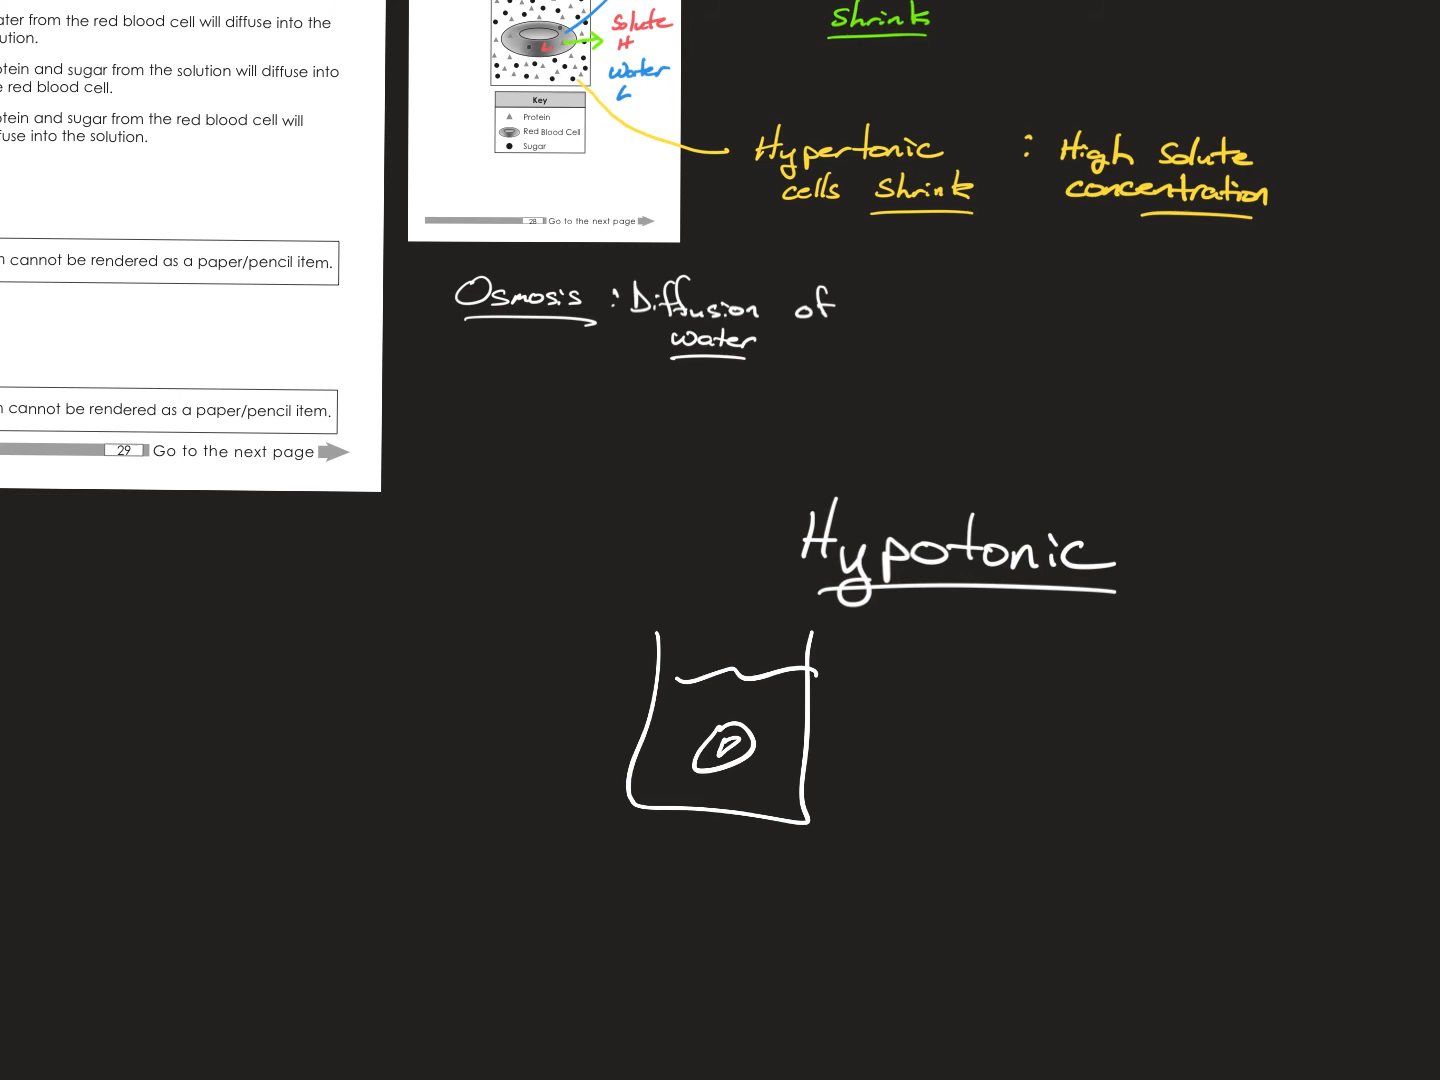 ater from the red blood cell will diffuse into the
ution.
otein and sugar from the solution will diffuse into
e red blood cell.
otein and sugar from the red blood cell will
fuse into the solution.
n cannot be rendered as a paper/pencil item.
n cannot be rendered as a paper/pencil item.
29 Go to the next page
L
Solute
H
water
L
Key
Protein
Red Blood Cell
Sugar
28 Go to the next page
Shrink
Hypertonic : High Solute
cells shrink concentration
Osmosis : Diffusion of
water
Hypotonic